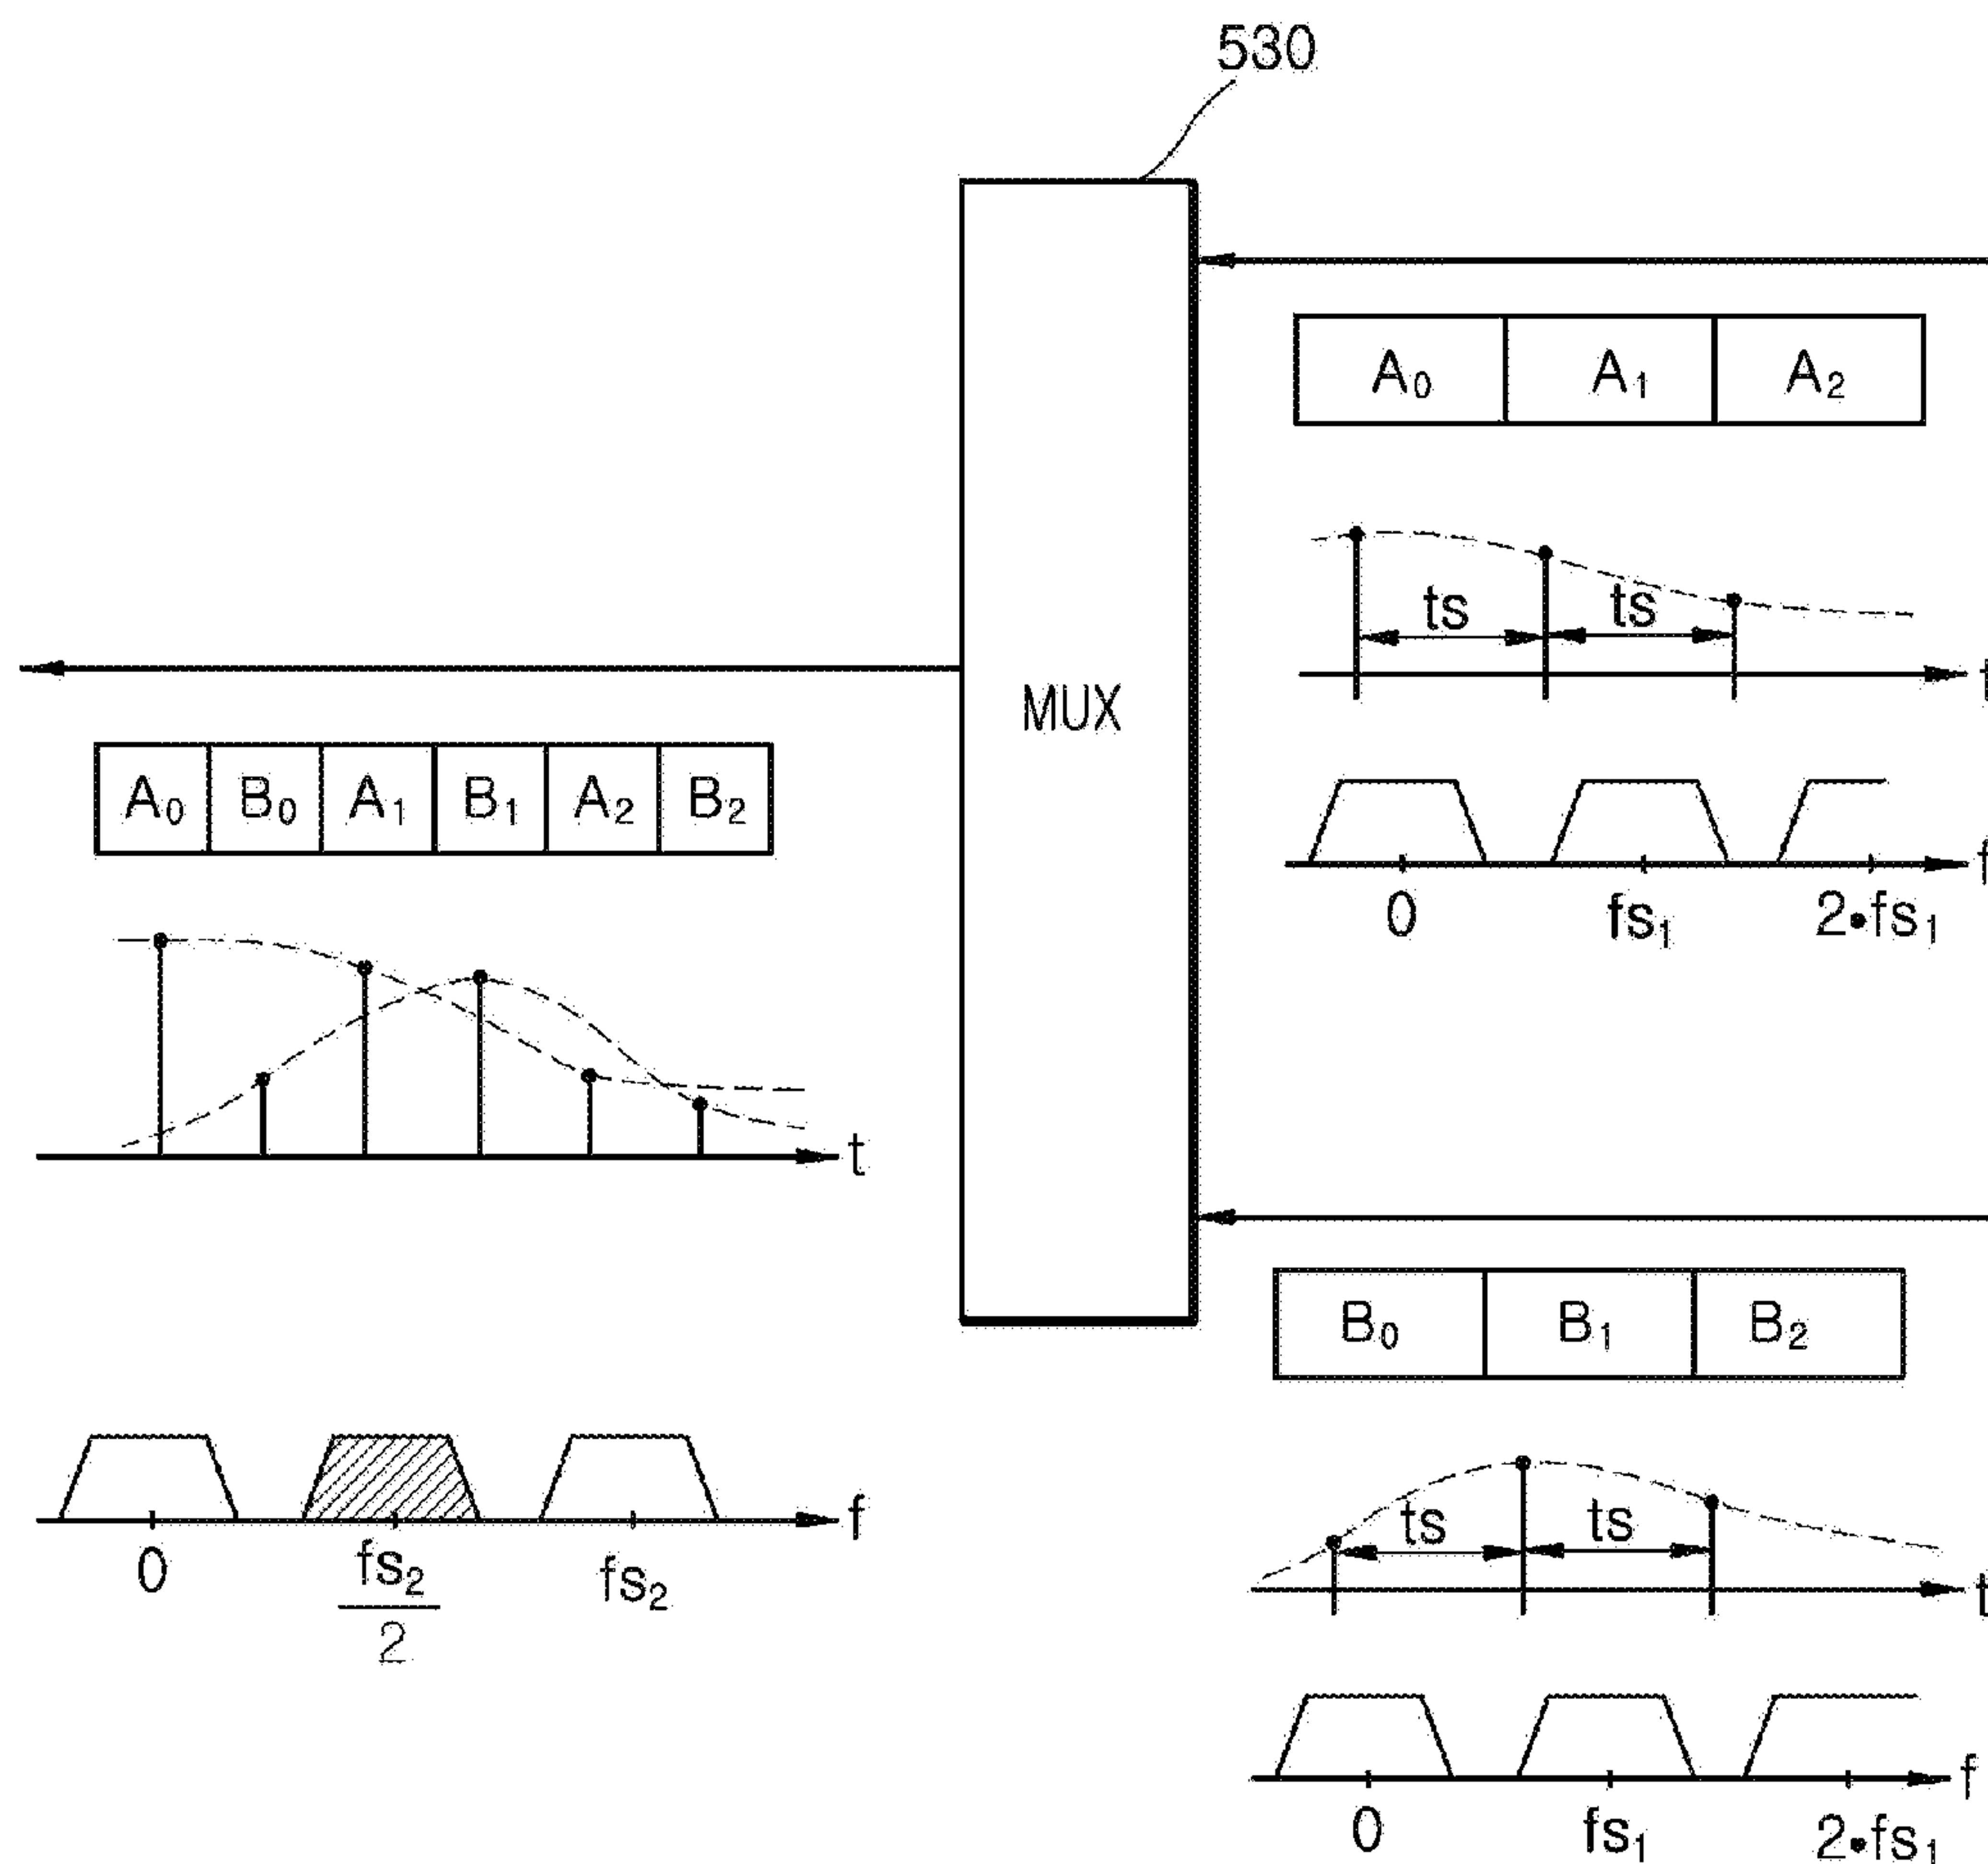 530
MUX
A₀ A₁ A₂
ts ts
0 fs₁ 2•fs₁
f
A₀ B₀ A₁ B₁ A₂ B₂
t
0 fs₂/2 fs₂
f
B₀ B₁ B₂
ts ts
t
0 fs₁ 2•fs₁
f